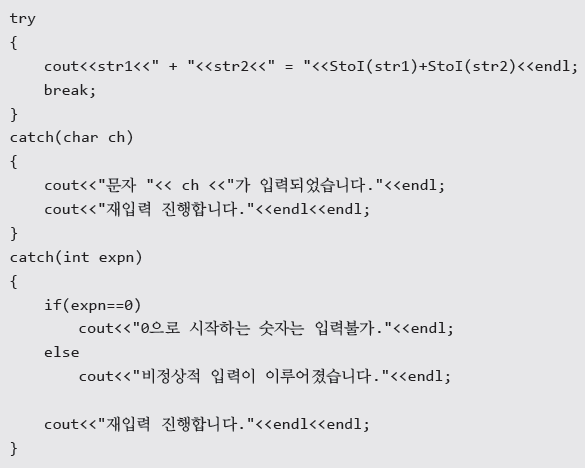 try
{
    cout<<str1<<" + "<<str2<<" = "<<StoI(str1)+StoI(str2)<<endl;
    break;
}
catch(char ch)
{
    cout<<"문자 "<< ch <<"가 입력되었습니다."<<endl;
    cout<<"재입력 진행합니다."<<endl<<endl;
}
catch(int expn)
{
    if(expn==0)
        cout<<"0으로 시작하는 숫자는 입력불가."<<endl;
    else
        cout<<"비정상적 입력이 이루어졌습니다."<<endl;

    cout<<"재입력 진행합니다."<<endl<<endl;
}